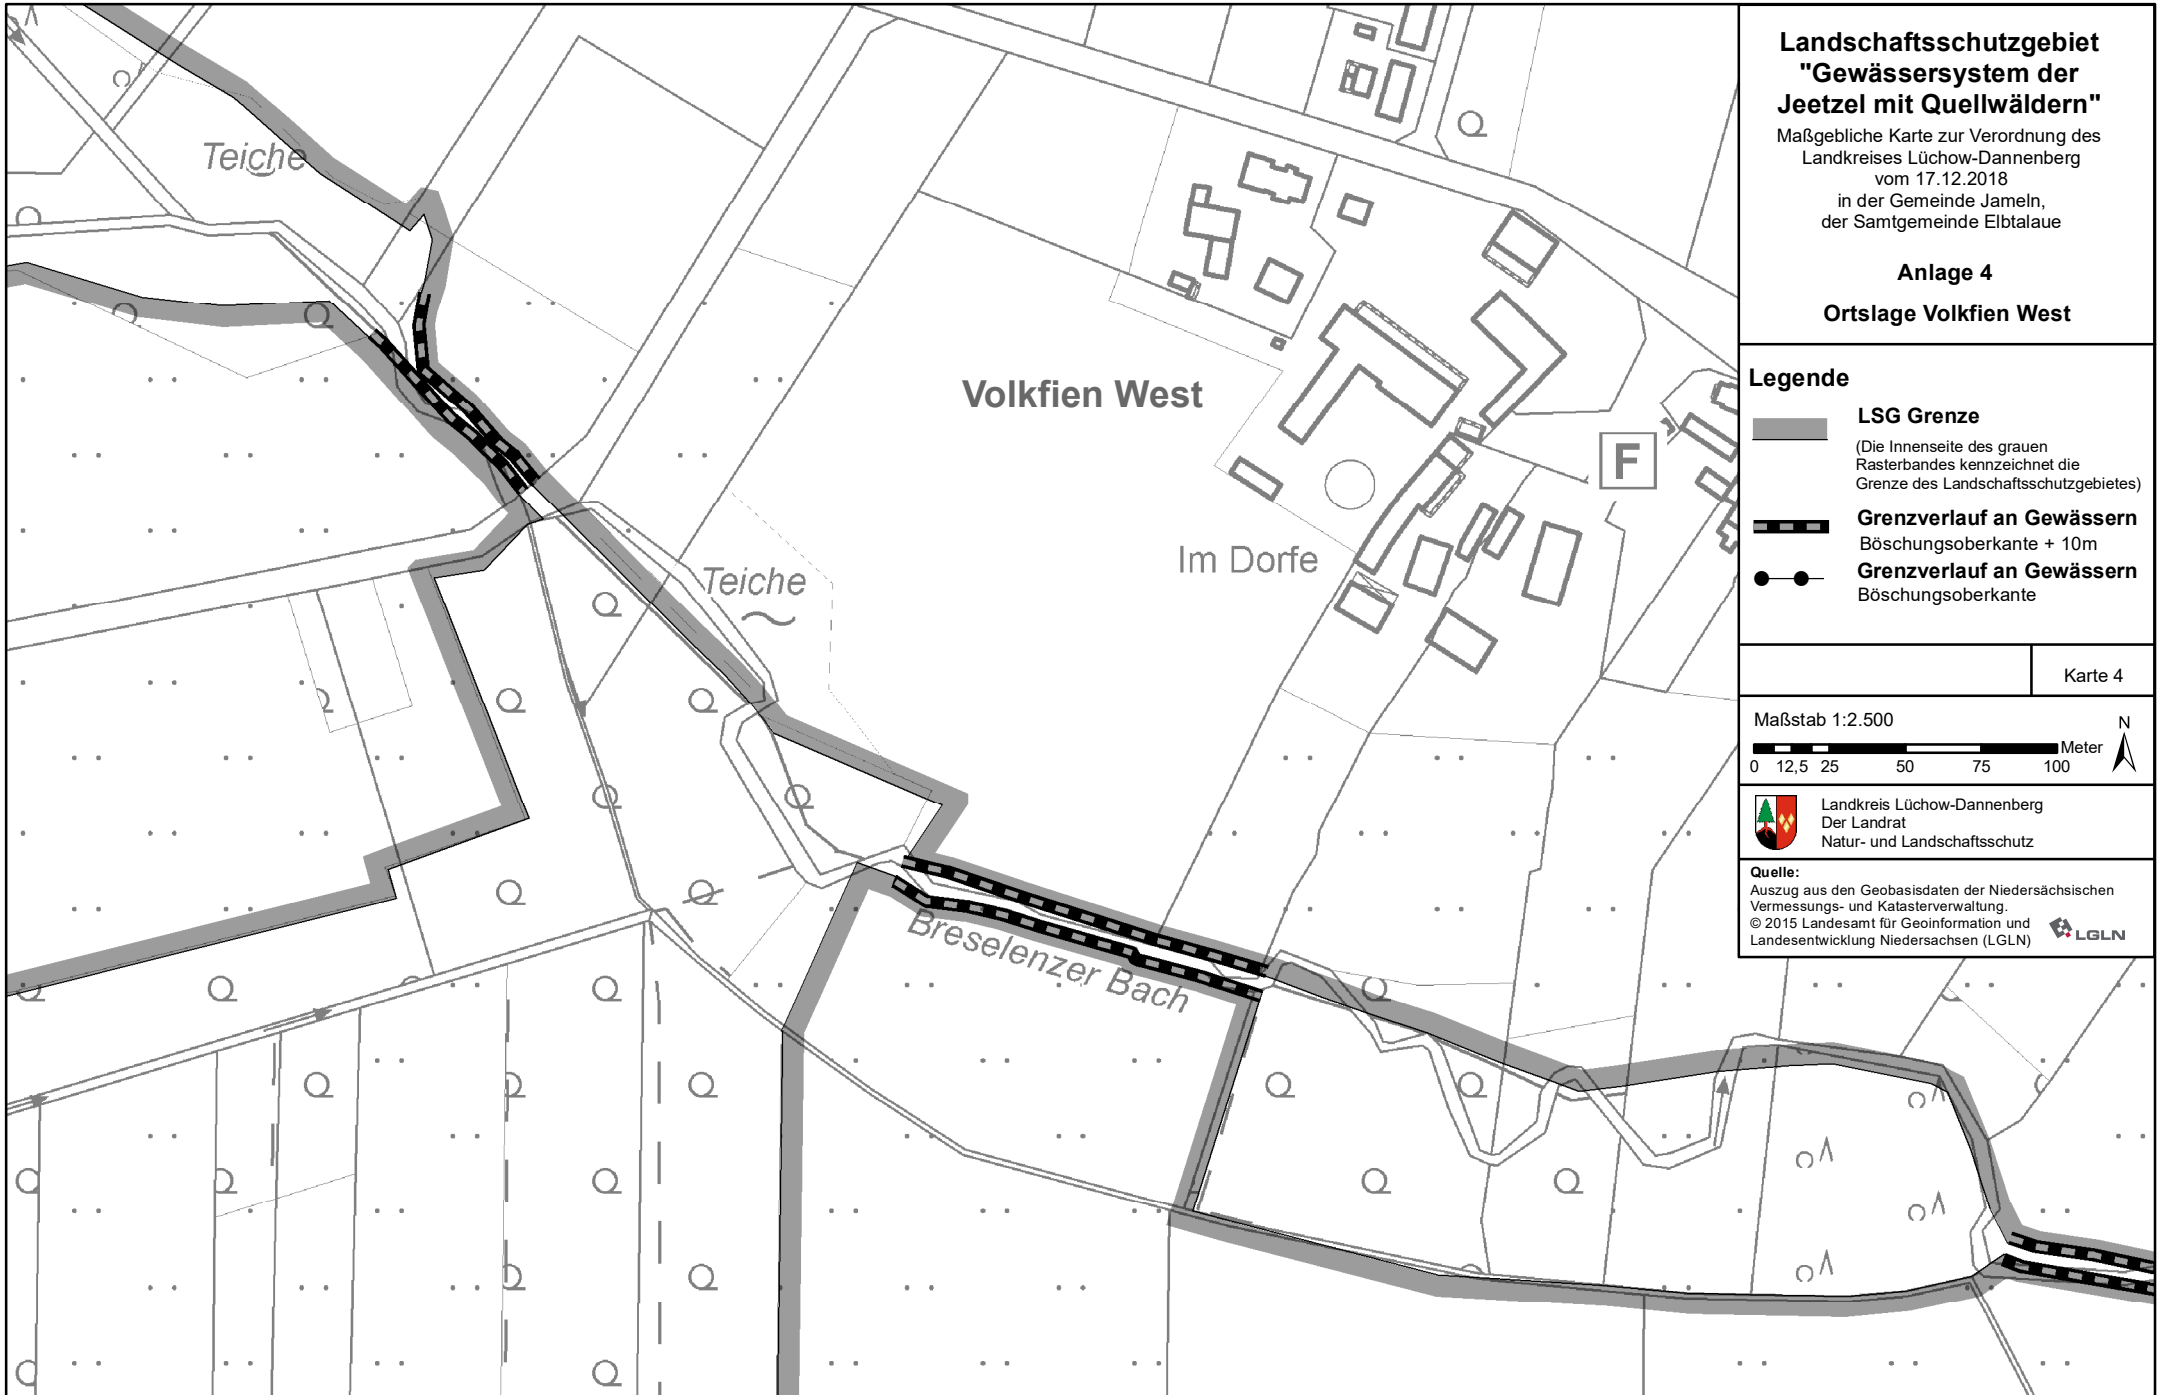 Teiche
Volkfien West
F
Im Dorfe
Teiche
Breselenzer Bach
Landschaftsschutzgebiet
"Gewässersystem der
Jeetzel mit Quellwäldern"
Maßgebliche Karte zur Verordnung des
Landkreises Lüchow-Dannenberg
vom 17.12.2018
in der Gemeinde Jameln,
der Samtgemeinde Elbtalaue
Anlage 4
Ortslage Volkfien West
Legende
LSG Grenze
(Die Innenseite des grauen
Rasterbandes kennzeichnet die
Grenze des Landschaftsschutzgebietes)
Grenzverlauf an Gewässern
Böschungsoberkante + 10m
Grenzverlauf an Gewässern
Böschungsoberkante
Karte 4
Maßstab 1:2.500
N
Meter
0 12,5 25 50 75 100
Landkreis Lüchow-Dannenberg
Der Landrat
Natur- und Landschaftsschutz
Quelle:
Auszug aus den Geobasisdaten der Niedersächsischen
Vermessungs- und Katasterverwaltung.
© 2015 Landesamt für Geoinformation und
Landesentwicklung Niedersachsen (LGLN)
LGLN